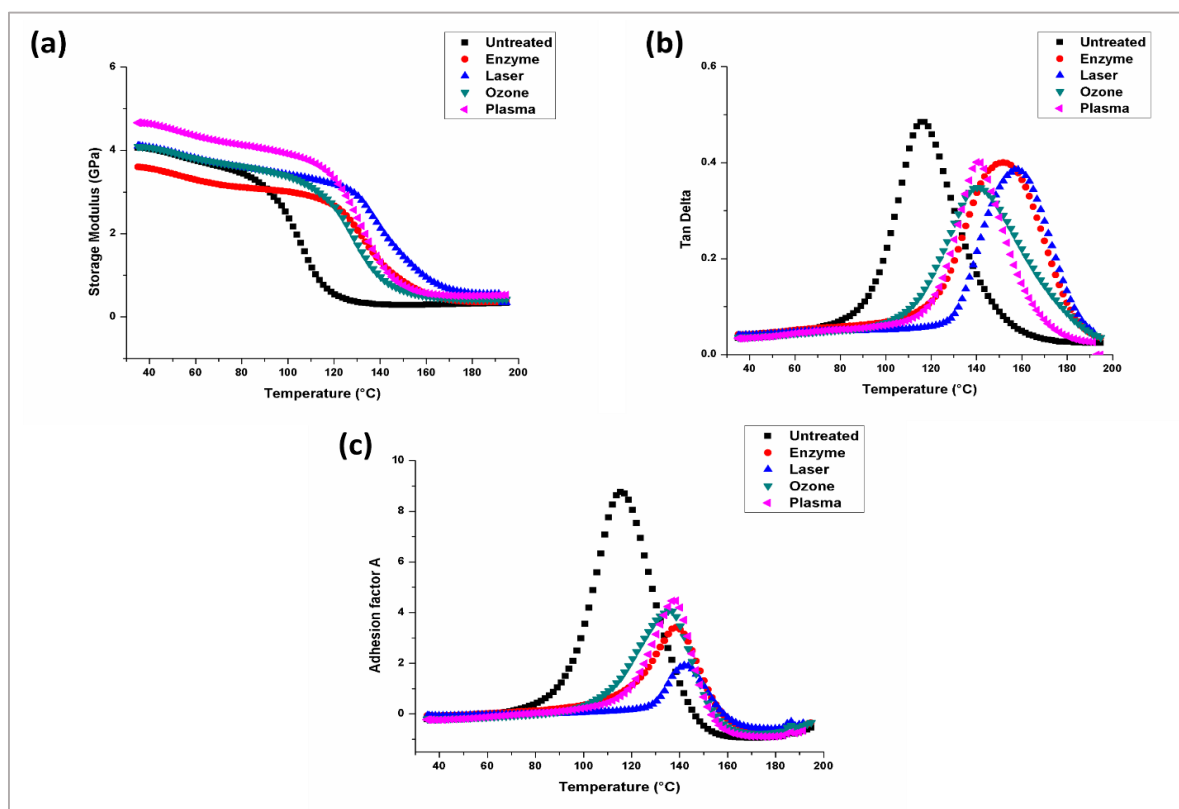 (a)
Untreated
Enzyme
Laser
Ozone
Plasma
6
4
2
0
Storage Modulus (GPa)
40 60 80 100 120 140 160 180 200
Temperature (°C)
(b)
Untreated
Enzyme
Laser
Ozone
Plasma
0.6
0.4
0.2
0.0
Tan Delta
40 60 80 100 120 140 160 180 200
Temperature (°C)
(c)
Untreated
Enzyme
Laser
Ozone
Plasma
10
8
6
4
2
0
Adhesion factor A
40 60 80 100 120 140 160 180 200
Temperature (°C)